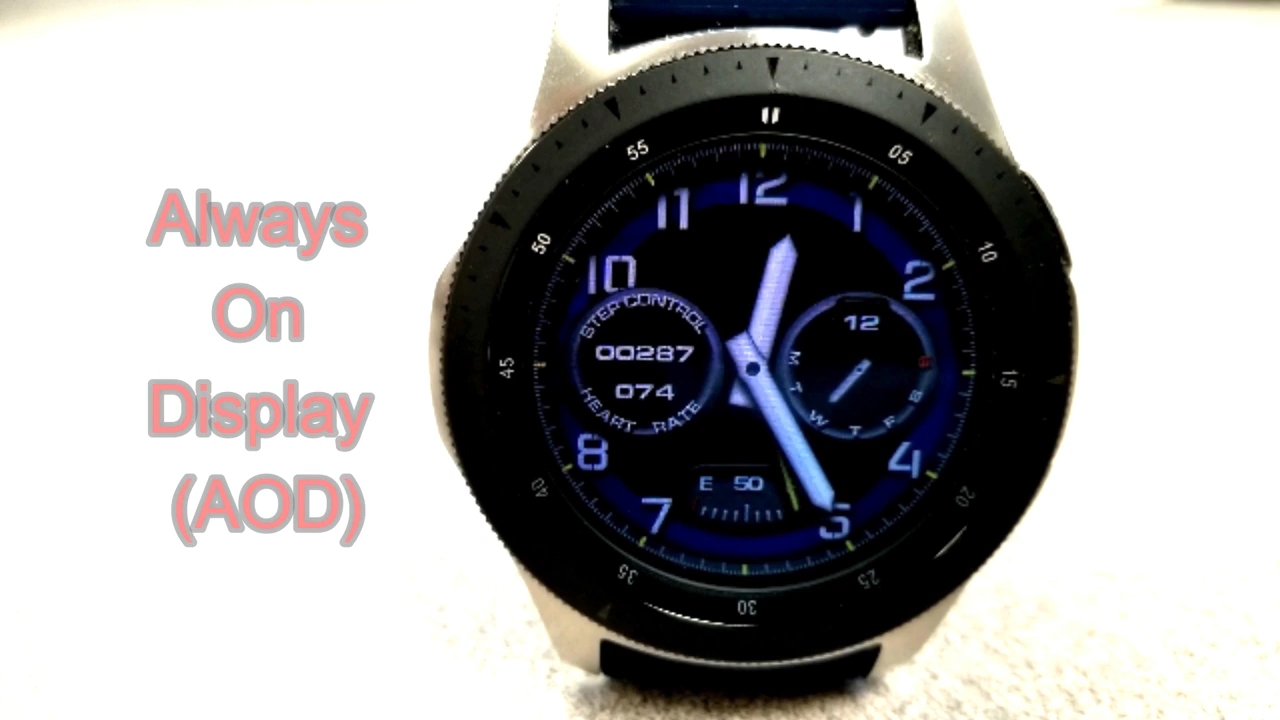 Always
On
Display
(AOD)
55
05
50
10
45
15
40
20
35
25
30
12
11
1
10
2
STEP CONTROL
00287
074
HEART RATE
12
M
T
W
T
F
S
S
8
4
E 50
7
5